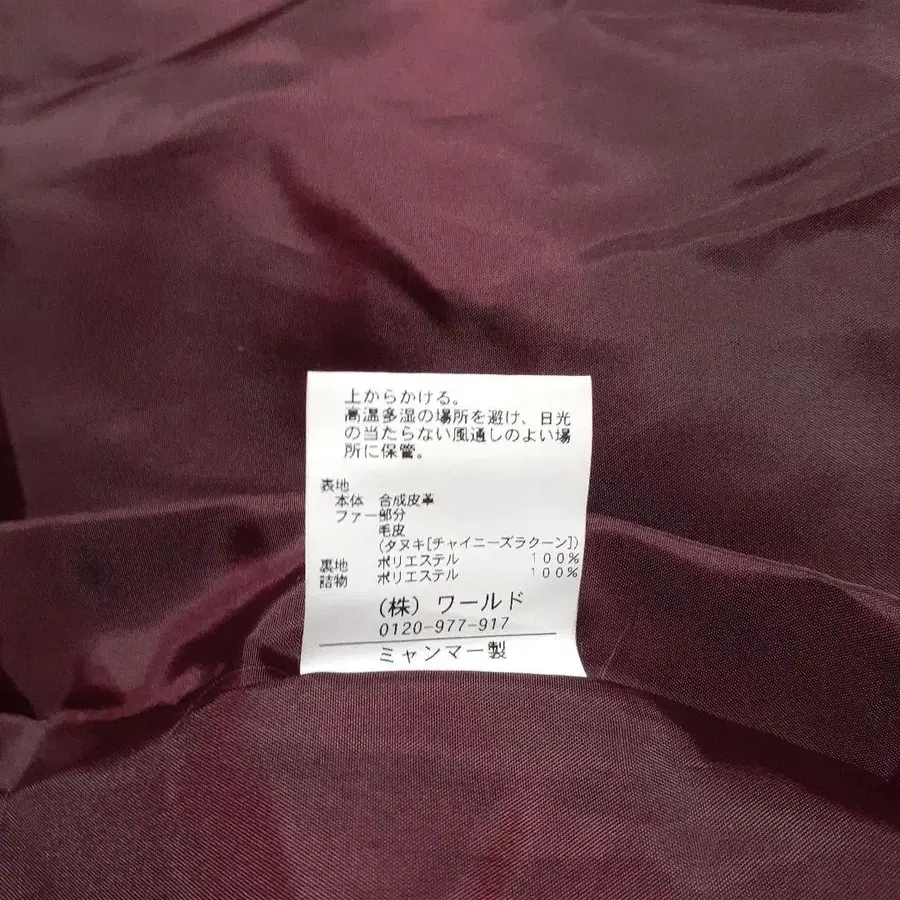 上からかける。
高温多湿の場所を避け、日光
の当たらない風通しのよい場
所に保管。
表地
本体 合成皮革
ファー部分
毛皮
(タヌキ[チャイニーズラクーン])
裏地 ポリエステル 100%
詰物 ポリエステル 100%
(株) ワールド
0120-977-917
ミャンマー製